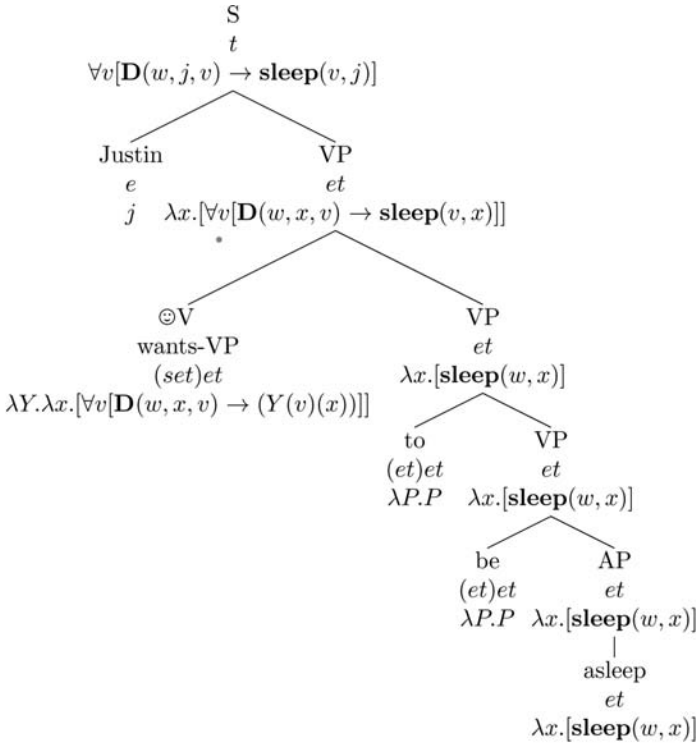 S
t
∀v[D(w, j, v) → sleep(v, j)]
Justin VP
e et
j λx.[∀v[D(w, x, v) → sleep(v, x)]]
☺V VP
wants-VP et
(set)et λx.[sleep(w, x)]
λY.λx.[∀v[D(w, x, v) → (Y(v)(x))]]
to VP
(et)et et
λP.P λx.[sleep(w, x)]
be AP
(et)et et
λP.P λx.[sleep(w, x)]
asleep
et
λx.[sleep(w, x)]